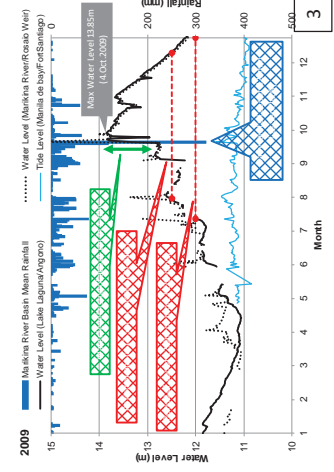 2009
Marikina River Basin Mean Rainfall
Water Level (Marikina River/Rosario Weir)
Water Level (Lake Laguna/Angono)
Tide Level (Manila de bay/FortSantiago)
Max Water Level 13.85m
(4.Oct.2009)
Water Level (m)
15
14
13
12
11
10
Rainfall (mm)
0
100
200
300
400
1 2 3 4 5 6 7 8 9 10 11 12
Month
3